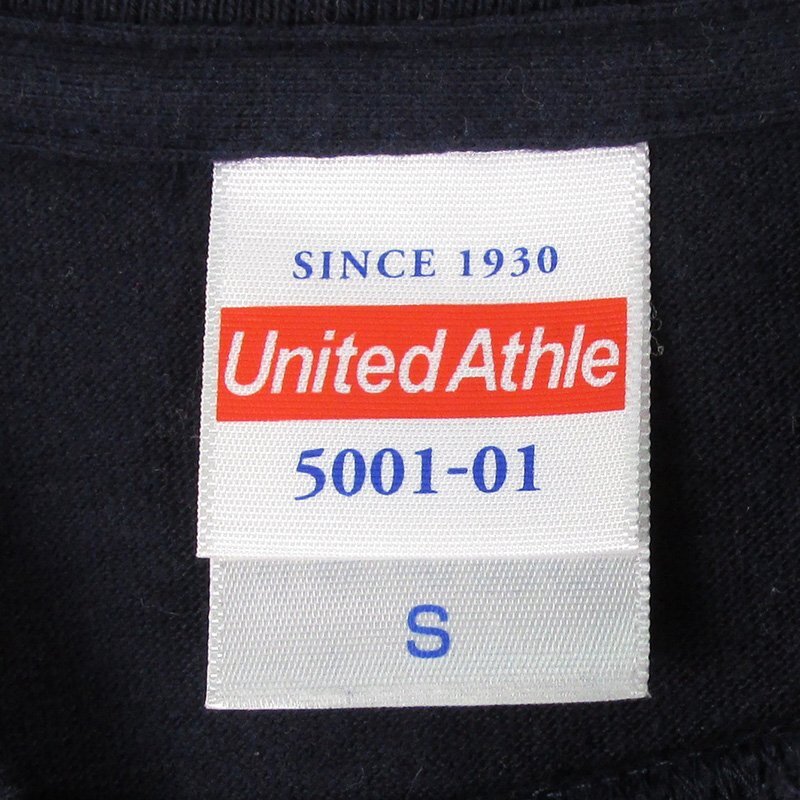 SINCE 1930
United Athle
5001-01
S